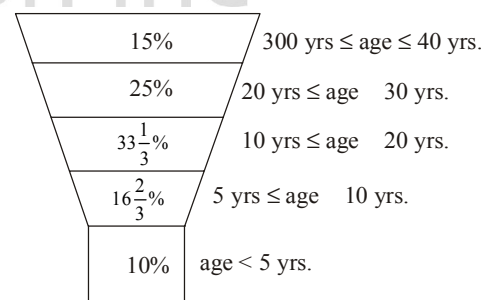 15% 300 yrs ≤ age ≤ 40 yrs.
25% 20 yrs ≤ age 30 yrs.
33 1/3 % 10 yrs ≤ age 20 yrs.
16 2/3 % 5 yrs ≤ age 10 yrs.
10% age < 5 yrs.